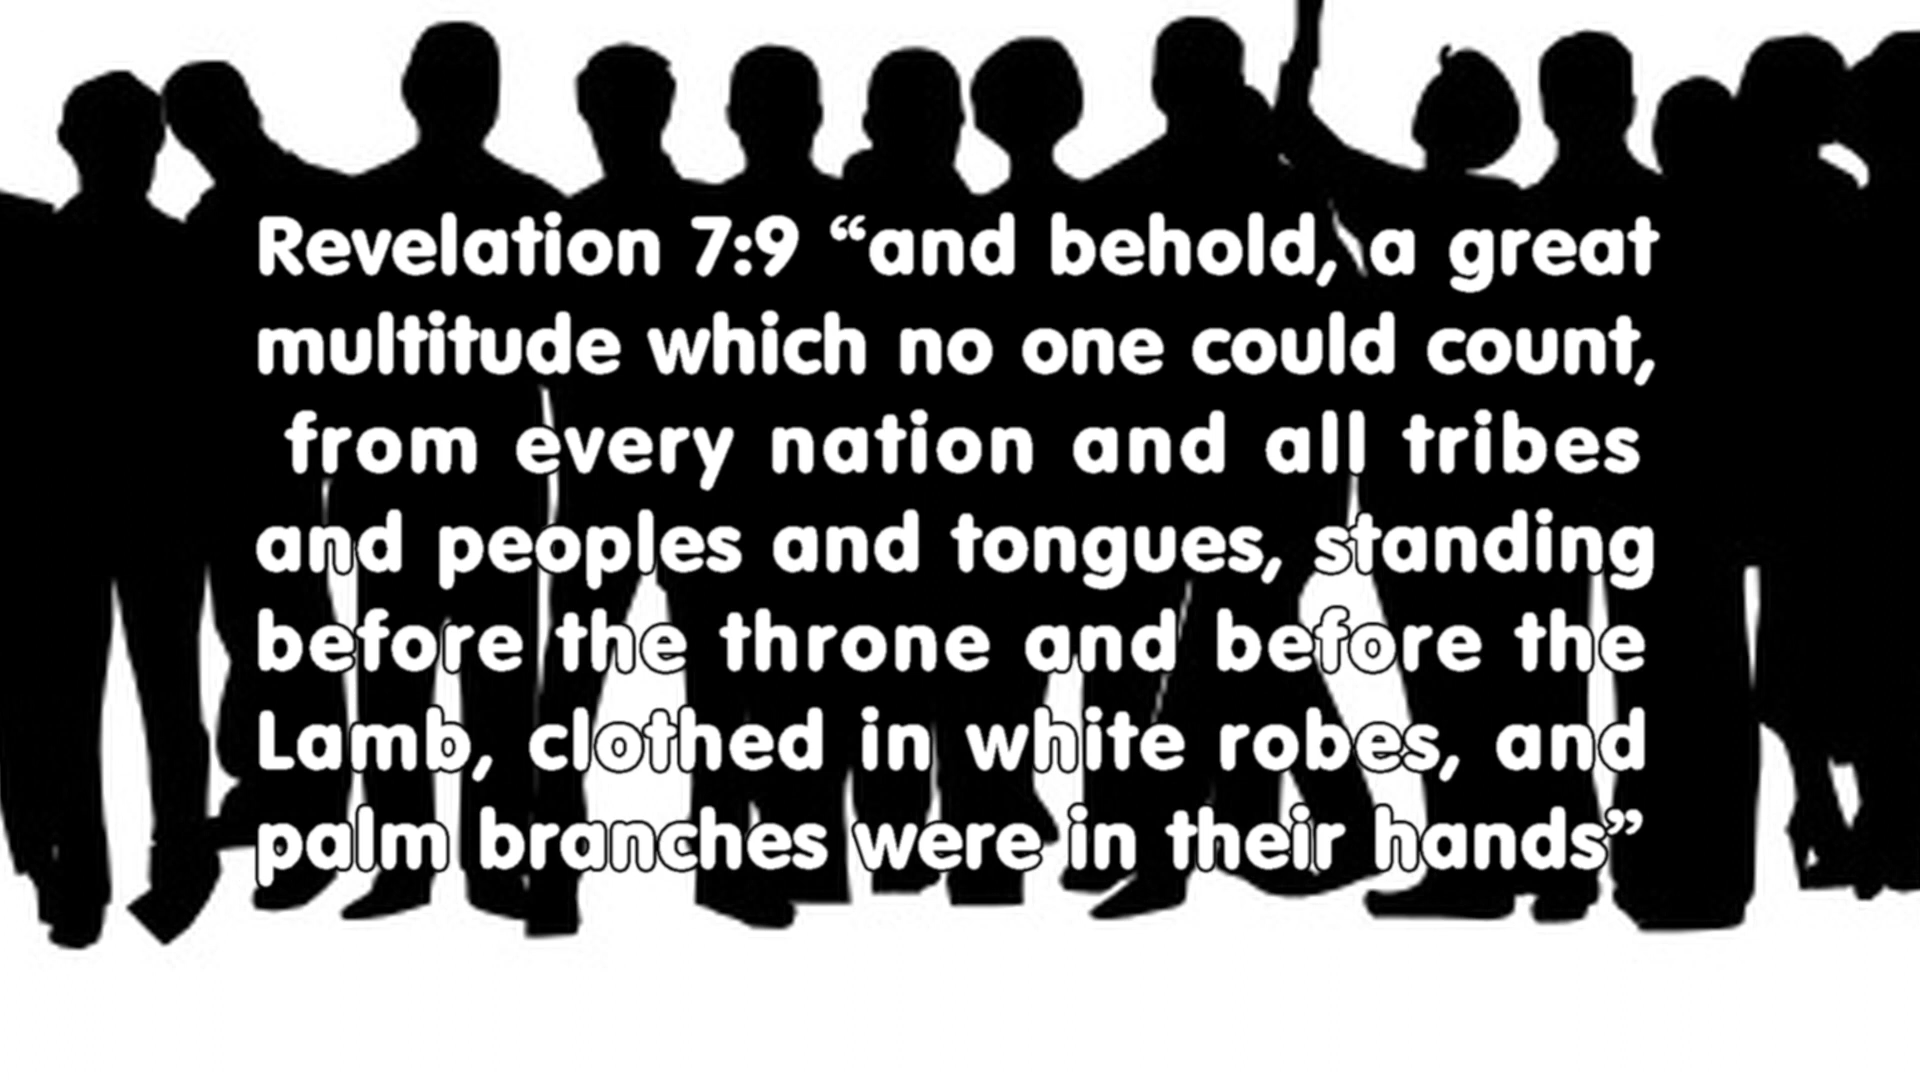 Revelation 7:9 “and behold, a great
multitude which no one could count,
from every nation and all tribes
and peoples and tongues, standing
before the throne and before the
Lamb, clothed in white robes, and
palm branches were in their hands”